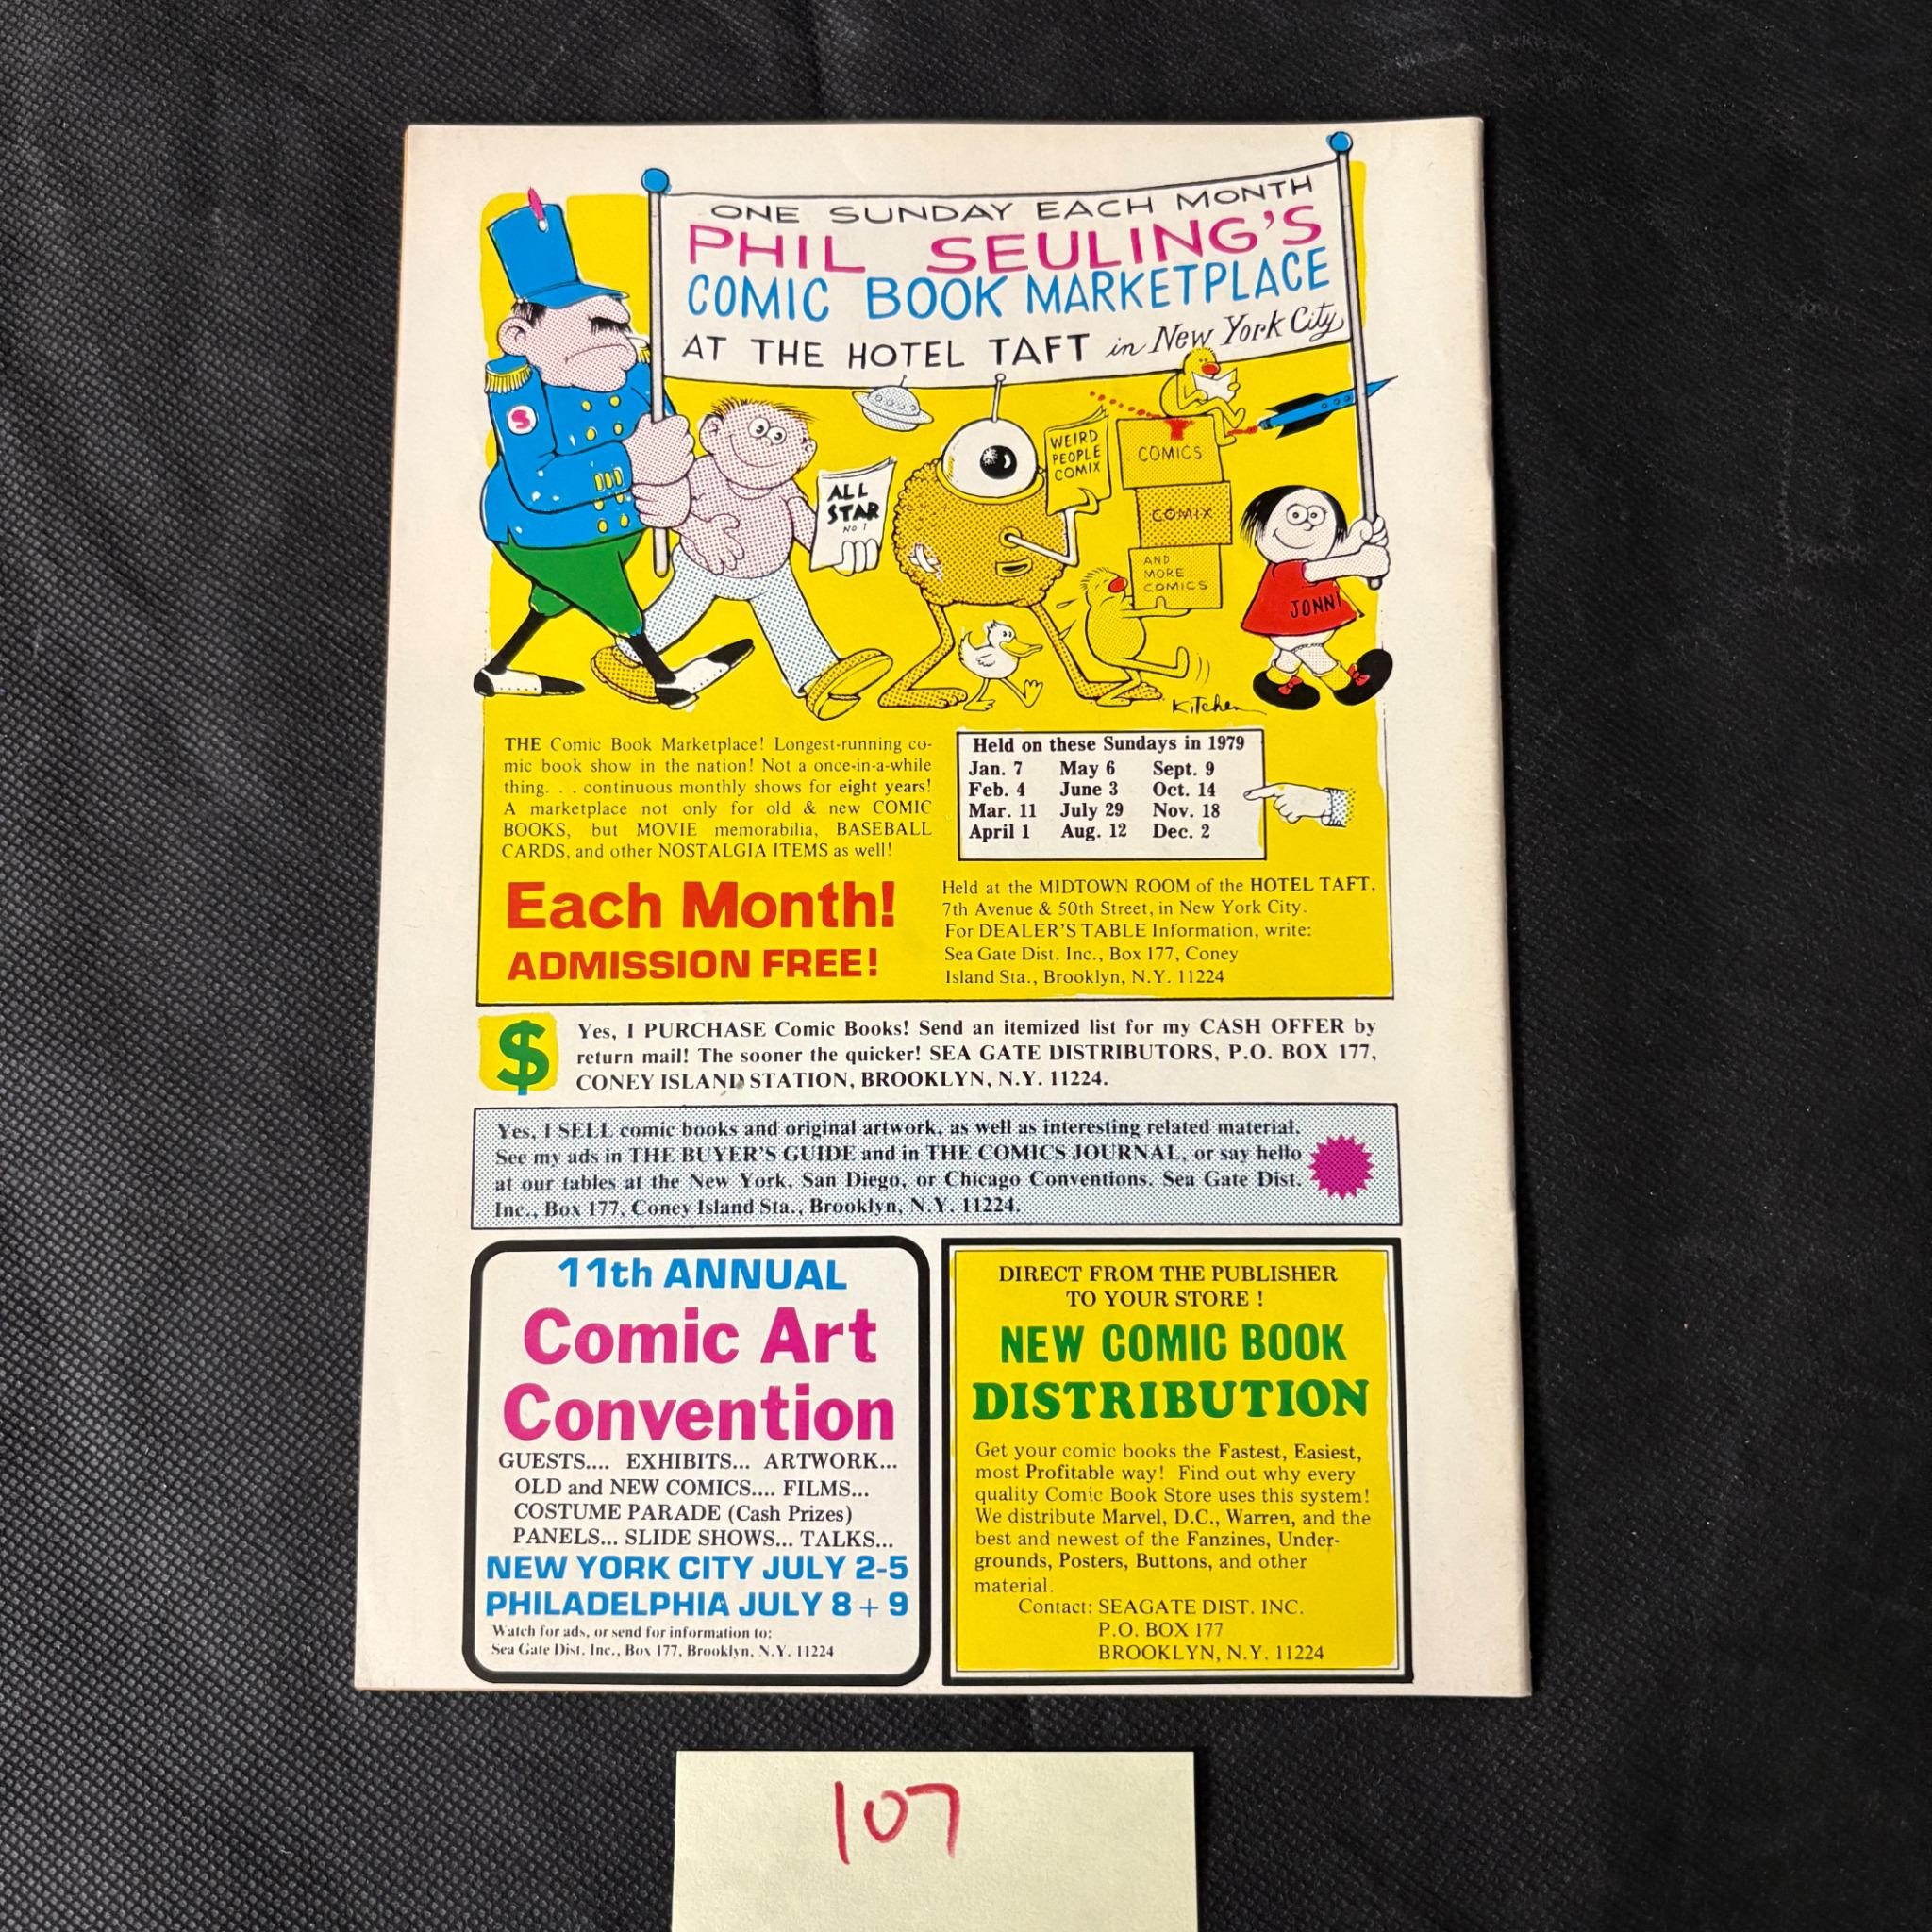 ONE SUNDAY EACH MONTH
PHIL SEULING'S
COMIC BOOK MARKETPLACE
AT THE HOTEL TAFT in New York City
S
ALL
STAR
NO 1
WEIRD
PEOPLE
COMIX
COMICS
COMIX
AND
MORE
COMICS
JONNI
Kitchen
THE Comic Book Marketplace! Longest-running co-
mic book show in the nation! Not a once-in-a-while
thing. . . continuous monthly shows for eight years!
A marketplace not only for old & new COMIC
BOOKS, but MOVIE memorabilia, BASEBALL
CARDS, and other NOSTALGIA ITEMS as well!
Held on these Sundays in 1979
Jan. 7 May 6 Sept. 9
Feb. 4 June 3 Oct. 14
Mar. 11 July 29 Nov. 18
April 1 Aug. 12 Dec. 2
Each Month!
ADMISSION FREE!
Held at the MIDTOWN ROOM of the HOTEL TAFT,
7th Avenue & 50th Street, in New York City.
For DEALER'S TABLE Information, write:
Sea Gate Dist. Inc., Box 177, Coney
Island Sta., Brooklyn, N.Y. 11224
$
Yes, I PURCHASE Comic Books! Send an itemized list for my CASH OFFER by
return mail! The sooner the quicker! SEA GATE DISTRIBUTORS, P.O. BOX 177,
CONEY ISLAND STATION, BROOKLYN, N.Y. 11224.
Yes, I SELL comic books and original artwork, as well as interesting related material.
See my ads in THE BUYER'S GUIDE and in THE COMICS JOURNAL, or say hello
at our tables at the New York, San Diego, or Chicago Conventions. Sea Gate Dist.
Inc., Box 177, Coney Island Sta., Brooklyn, N.Y. 11224.
11th ANNUAL
Comic Art
Convention
GUESTS.... EXHIBITS... ARTWORK...
OLD and NEW COMICS.... FILMS...
COSTUME PARADE (Cash Prizes)
PANELS... SLIDE SHOWS... TALKS...
NEW YORK CITY JULY 2-5
PHILADELPHIA JULY 8 + 9
Watch for ads, or send for information to:
Sea Gate Dist. Inc., Box 177, Brooklyn, N.Y. 11224
DIRECT FROM THE PUBLISHER
TO YOUR STORE !
NEW COMIC BOOK
DISTRIBUTION
Get your comic books the Fastest, Easiest,
most Profitable way! Find out why every
quality Comic Book Store uses this system!
We distribute Marvel, D.C., Warren, and the
best and newest of the Fanzines, Under-
grounds, Posters, Buttons, and other
material.
Contact: SEAGATE DIST. INC.
P.O. BOX 177
BROOKLYN, N.Y. 11224
107